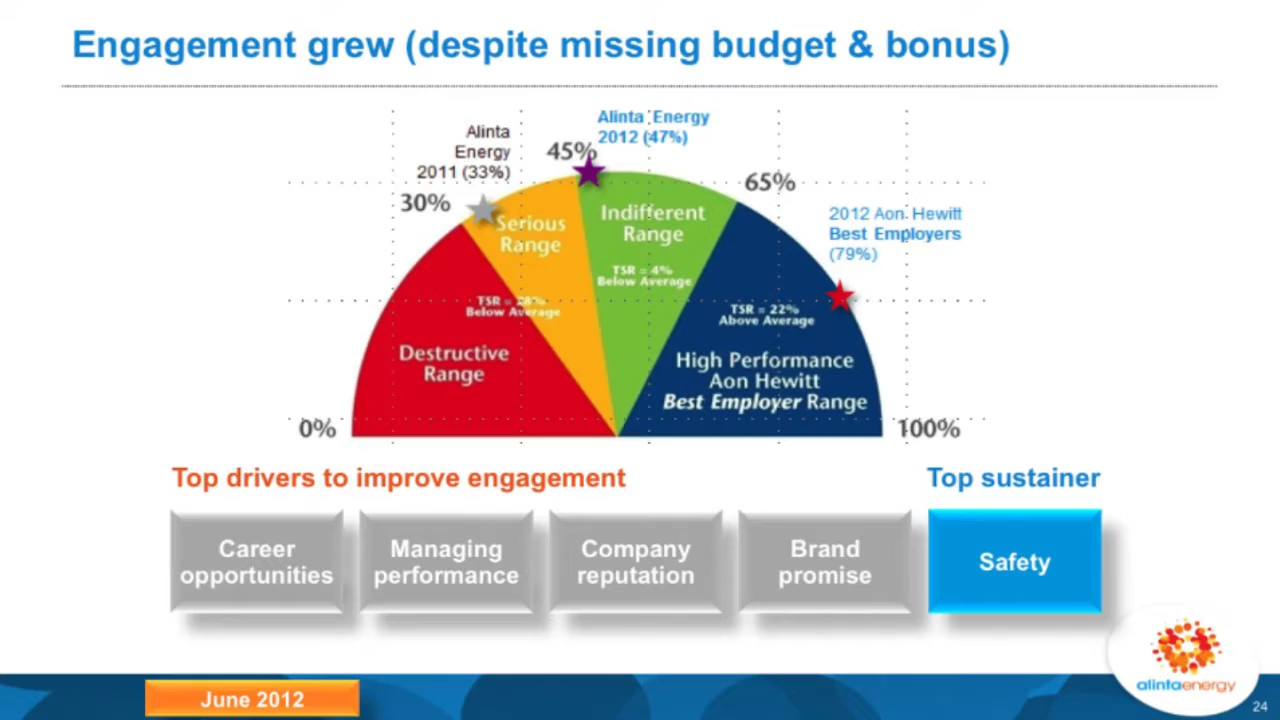 Engagement grew (despite missing budget & bonus)
Alinta Energy
2012 (47%)
Alinta
Energy
2011 (33%)
45%
30%
65%
Serious
Range
Indifferent
Range
2012 Aon Hewitt
Best Employers
(79%)
TSR = 4%
Below Average
TSR = 28%
Below Average
TSR = 22%
Above Average
Destructive
Range
High Performance
Aon Hewitt
Best Employer Range
0%
100%
Top drivers to improve engagement
Top sustainer
Career
opportunities
Managing
performance
Company
reputation
Brand
promise
Safety
alintaenergy
June 2012
24